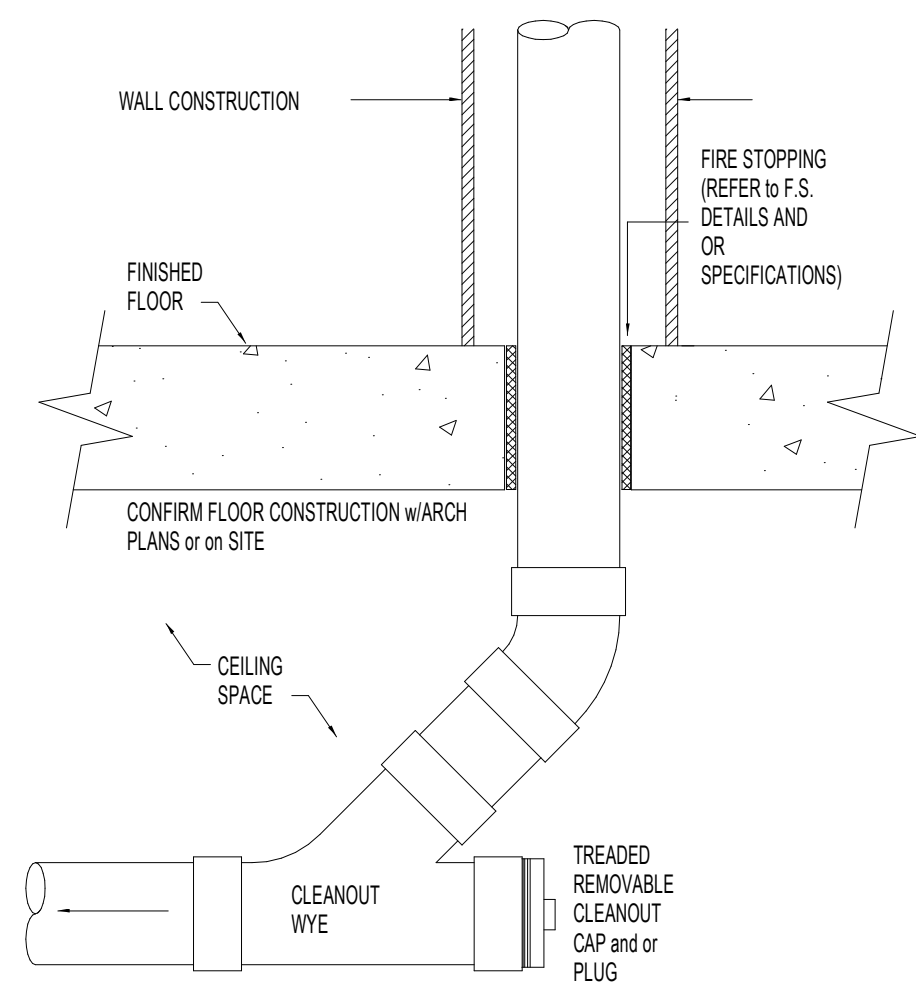 WALL CONSTRUCTION
FIRE STOPPING
(REFER to F.S.
DETAILS AND
OR
SPECIFICATIONS)
FINISHED
FLOOR
CONFIRM FLOOR CONSTRUCTION w/ARCH
PLANS or on SITE
CEILING
SPACE
CLEANOUT
WYE
TREADED
REMOVABLE
CLEANOUT
CAP and or
PLUG